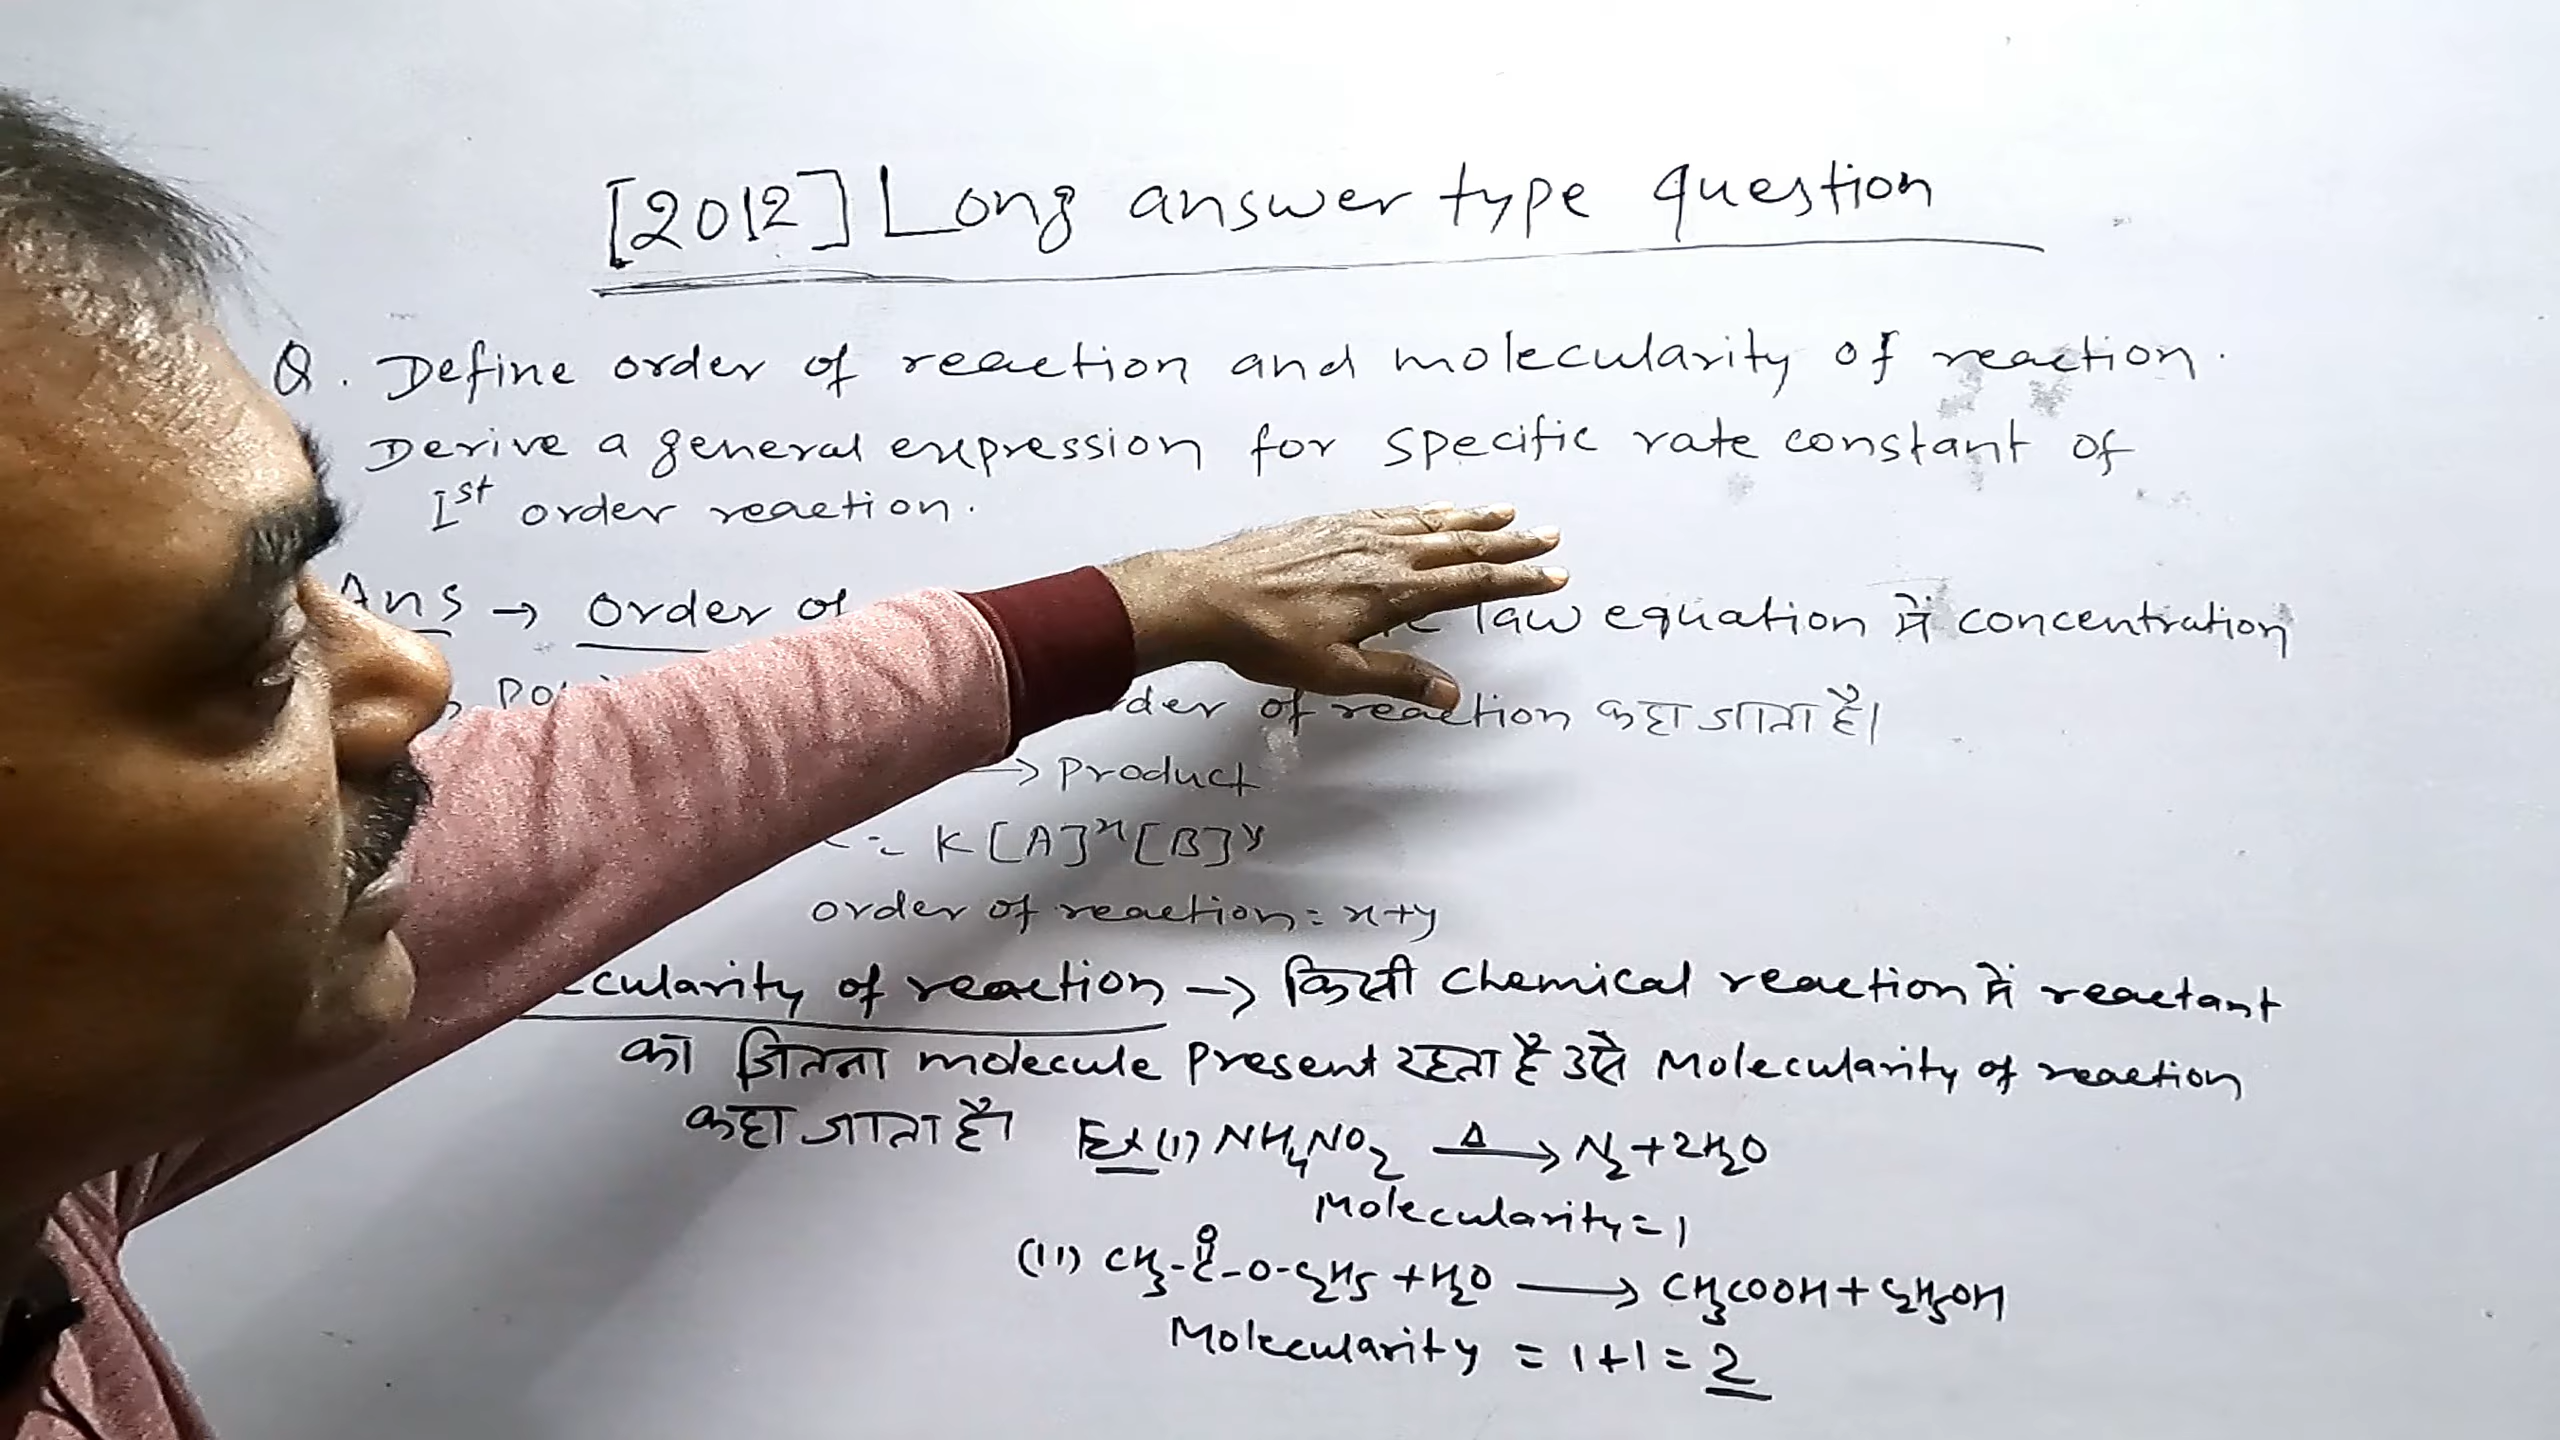 [2012] Long answer type question
Q. Define order of reaction and molecularity of reaction.
Derive a general expression for specific rate constant of
Ist order reaction.
Ans → order of law equation में concentration
order of reaction कहा जाता है।
→ Product
= K[A]ˣ[B]ʸ
order of reaction = x+y
molecularity of reaction → किसी chemical reaction में reactant
का जितना molecule Present रहता है उसे Molecularity of reaction
कहा जाता है। Ex (i) NH₄NO₂ —Δ→ N₂ + 2H₂O
Molecularity = 1
(ii) CH₃-C(=O)-O-C₂H₅ + H₂O ⟶ CH₃COOH + C₂H₅OH
Molecularity = 1+1 = 2